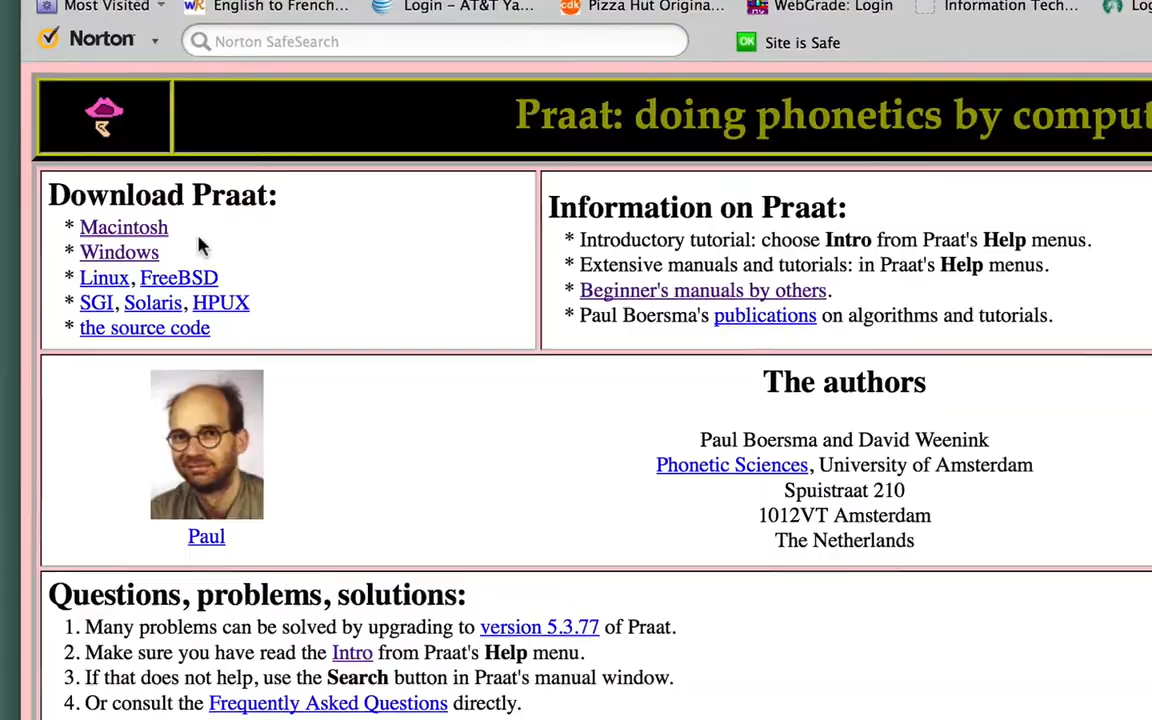 Most Visited
English to French...
Login – AT&T Ya...
cdk
Pizza Hut Origina...
WebGrade: Login
Information Tech...
Norton
Norton SafeSearch
OK
Site is Safe
Praat: doing phonetics by
Download Praat:
* Macintosh
* Windows
* Linux, FreeBSD
* SGI, Solaris, HPUX
* the source code
Information on Praat:
* Introductory tutorial: choose Intro from Praat's Help menus.
* Extensive manuals and tutorials: in Praat's Help menus.
* Beginner's manuals by others.
* Paul Boersma's publications on algorithms and tutorials.
Paul
The authors
Paul Boersma and David Weenink
Phonetic Sciences, University of Amsterdam
Spuistraat 210
1012VT Amsterdam
The Netherlands
Questions, problems, solutions:
1. Many problems can be solved by upgrading to version 5.3.77 of Praat.
2. Make sure you have read the Intro from Praat's Help menu.
3. If that does not help, use the Search button in Praat's manual window.
4. Or consult the Frequently Asked Questions directly.